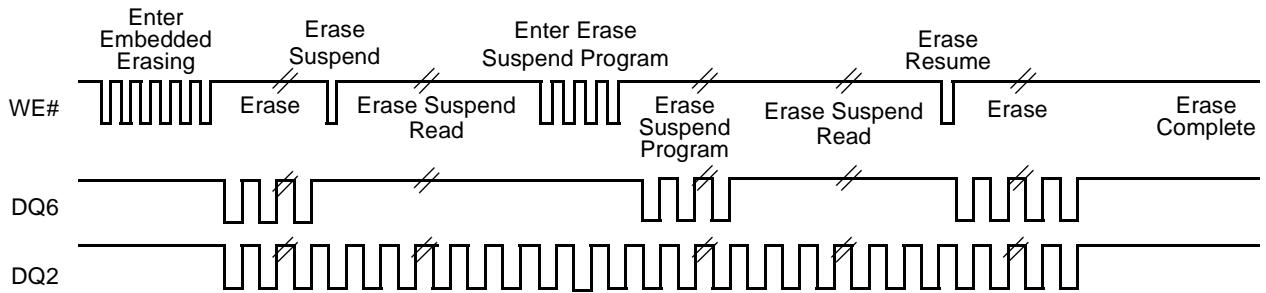 Enter
Embedded
Erasing
Erase
Suspend
Enter Erase
Suspend Program
Erase
Resume
WE#
Erase
Erase Suspend
Read
Erase
Suspend
Program
Erase Suspend
Read
Erase
Erase
Complete
DQ6
DQ2